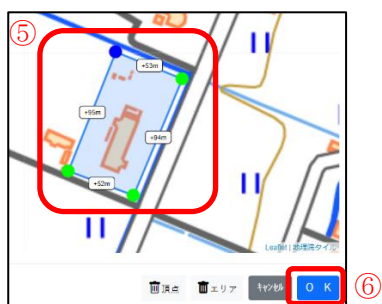 ⑤
+53m
+95m
+94m
+52m
Leaflet | 地理院タイル
頂点 エリア キャンセル O K ⑥